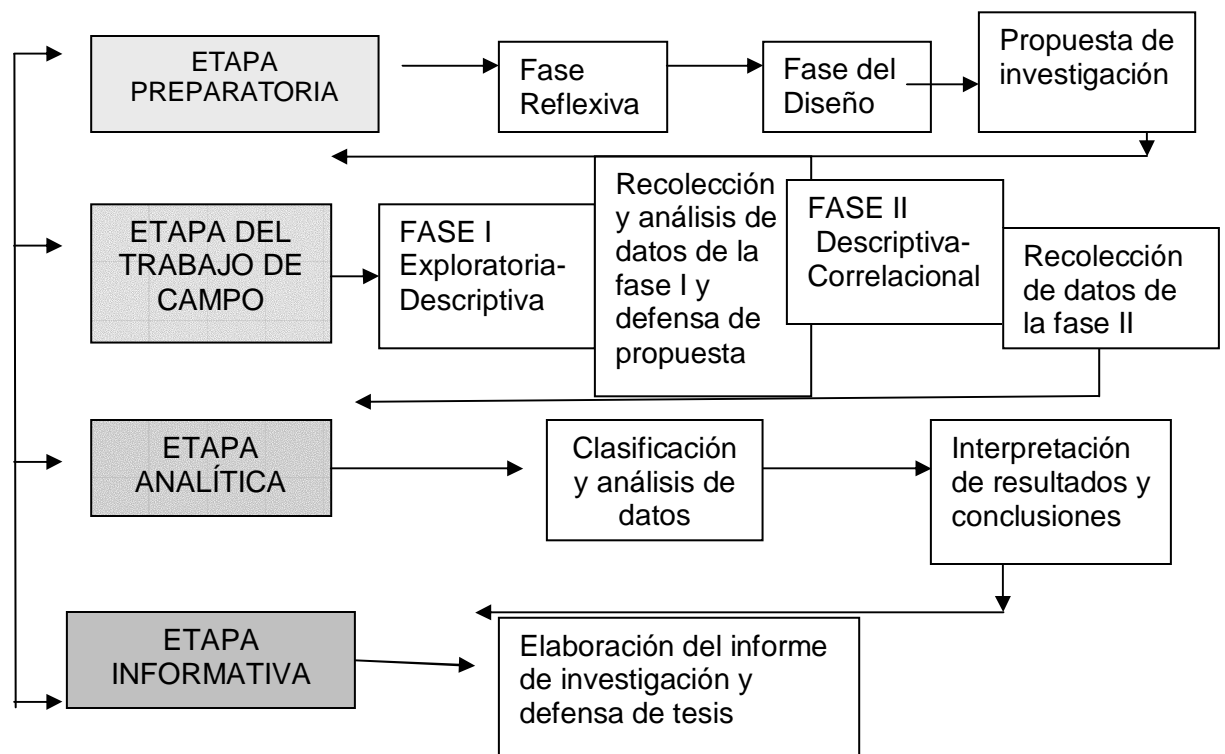 ETAPA
PREPARATORIA
Fase
Reflexiva
Fase del
Diseño
Propuesta de
investigación
ETAPA DEL
TRABAJO DE
CAMPO
FASE I
Exploratoria-
Descriptiva
Recolección
y análisis de
datos de la
fase I y
defensa de
propuesta
FASE II
Descriptiva-
Correlacional
Recolección
de datos de
la fase II
ETAPA
ANALÍTICA
Clasificación
y análisis de
datos
Interpretación
de resultados y
conclusiones
ETAPA
INFORMATIVA
Elaboración del informe
de investigación y
defensa de tesis